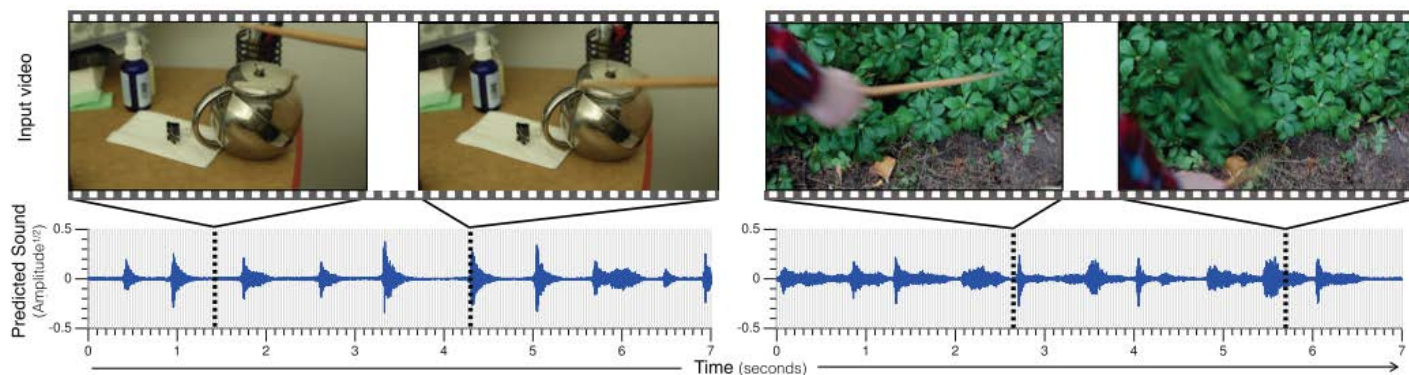 Input video
Predicted Sound
(Amplitude1/2)
0.5
0
-0.5
0 1 2 3 4 5 6 7
0.5
0
-0.5
0 1 2 3 4 5 6 7
Time (seconds)